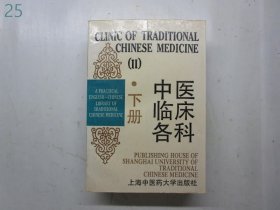 25
CLINIC OF TRADITIONAL
CHINESE MEDICINE
(II)
A PRACTICAL
ENGLISH-CHINESE
LIBRARY OF
TRADITIONAL
CHINESE MEDICINE
中医
临床
各科
·下册
PUBLISHING HOUSE OF
SHANGHAI UNIVERSITY OF
TRADITIONAL
CHINESE MEDICINE
上海中医药大学出版社